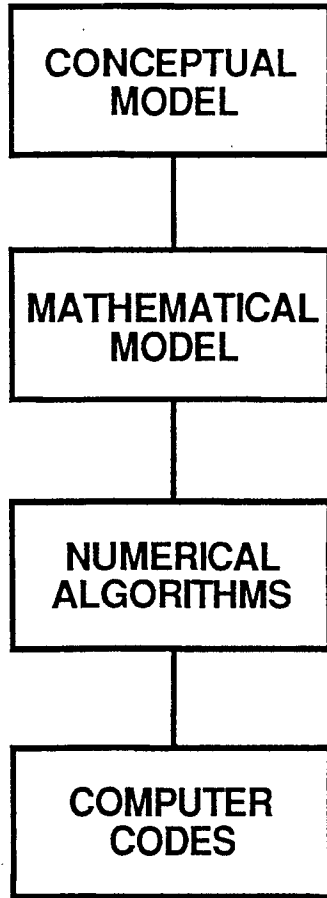 CONCEPTUAL
MODEL
MATHEMATICAL
MODEL
NUMERICAL
ALGORITHMS
COMPUTER
CODES